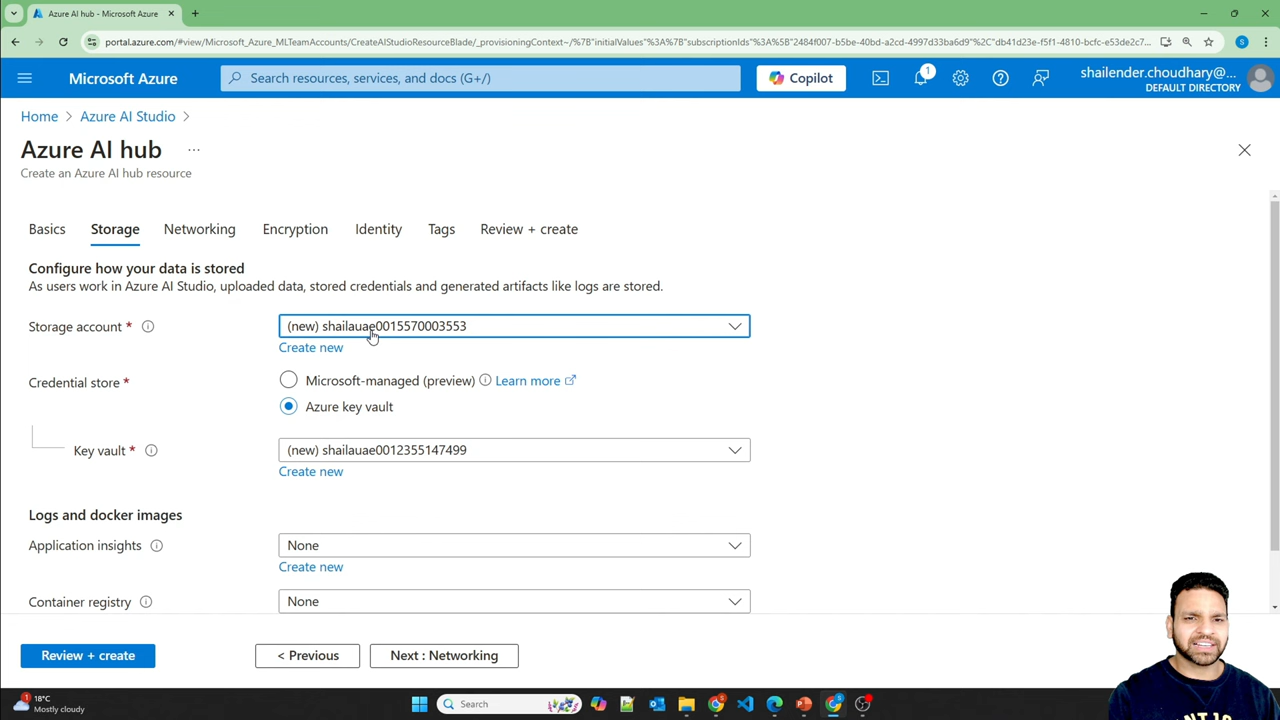 Azure AI hub - Microsoft Azure
portal.azure.com/#view/Microsoft_Azure_MLTeamAccounts/CreateAIStudioResourceBlade/_provisioningContext~/%7B"initialValues"%3A%7B"subscriptionIds"%3A%5B"2484f007-b5be-40bd-a2cd-4997d33ba6d9"%2C"db41d23e-f5f1-4810-bcfc-e53de2c7...
Microsoft Azure
Search resources, services, and docs (G+/)
Copilot
1
shailender.choudhary@...
DEFAULT DIRECTORY
Home > Azure AI Studio >
Azure AI hub ...
Create an Azure AI hub resource
Basics Storage Networking Encryption Identity Tags Review + create
Configure how your data is stored
As users work in Azure AI Studio, uploaded data, stored credentials and generated artifacts like logs are stored.
Storage account * (new) shailauae0015570003553
Create new
Credential store * Microsoft-managed (preview) Learn more
Azure key vault
Key vault * (new) shailauae0012355147499
Create new
Logs and docker images
Application insights None
Create new
Container registry None
Review + create < Previous Next : Networking
1 18°C
Mostly cloudy
Search